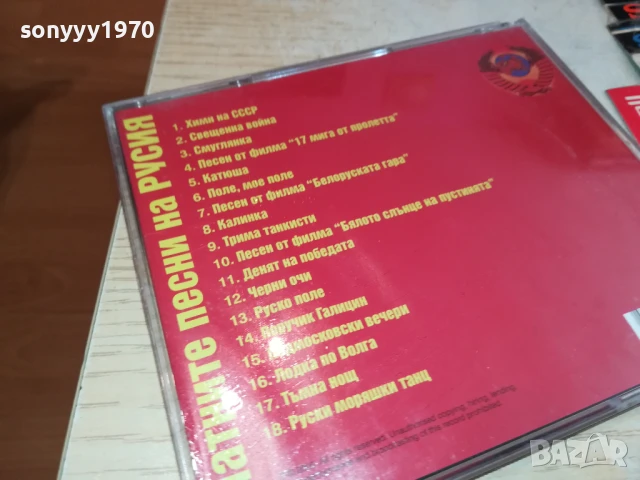 sonyyy1970
ПЕСНИ НА РУСИЯ
1. Химн на СССР
2. Свещенна война
3. Смуглянка
4. Песен от филма "17 мига от пролетта"
5. Катюша
6. Поле, мое поле
7. Песен от филма "Белоруската гара"
8. Калинка
9. Трима танкисти
10. Песен от филма "Бялото слънце на пустинята"
11. Денят на победата
12. Черни очи
13. Руско поле
14. Поручик Галицин
15. Подмосковски вечери
16. Лодка по Волга
17. Тъмна нощ
18. Руски моряшки танц
BAZAR
bg